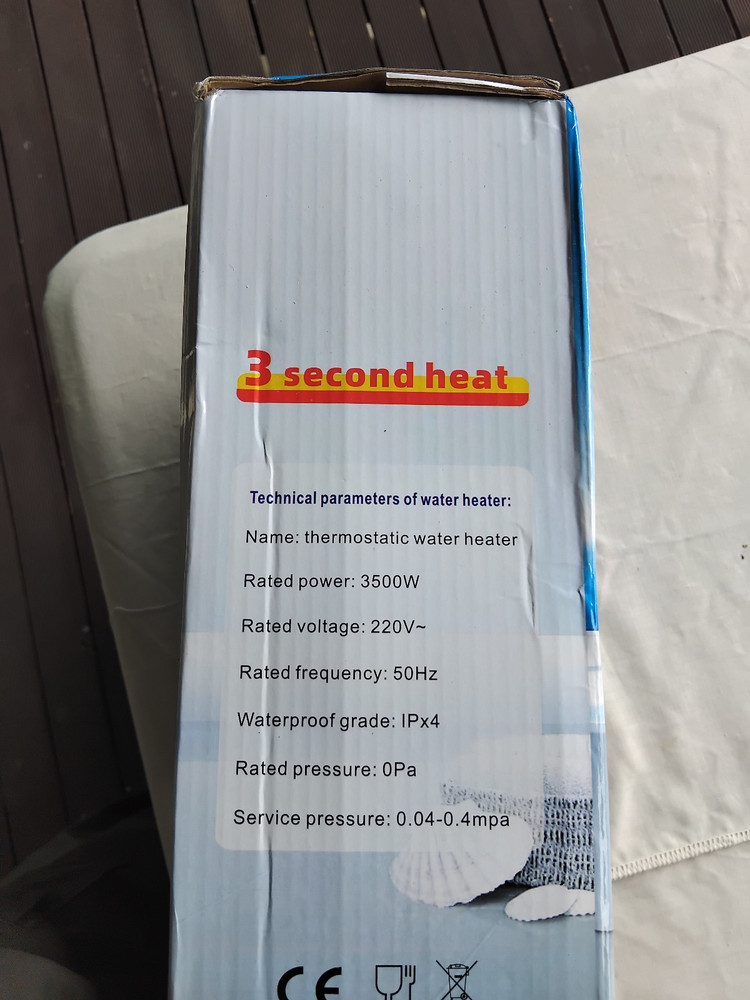 3 second heat
Technical parameters of water heater:
Name: thermostatic water heater
Rated power: 3500W
Rated voltage: 220V~
Rated frequency: 50Hz
Waterproof grade: IPx4
Rated pressure: 0Pa
Service pressure: 0.04-0.4mpa
CE